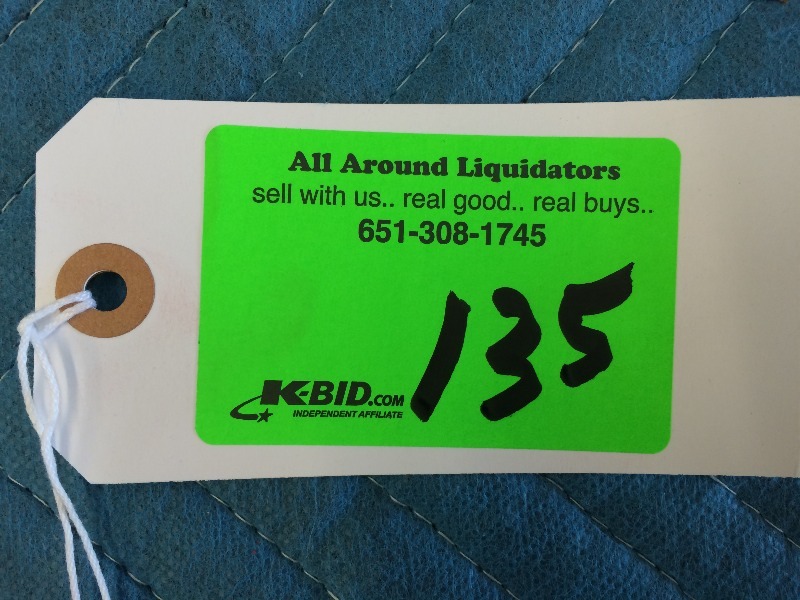 All Around Liquidators
sell with us.. real good.. real buys..
651-308-1745
135
K-BID.COM
INDEPENDENT AFFILIATE